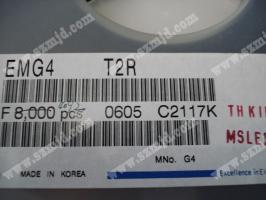 www.szmjd.com
EMG4 T2R
F 8,000 pcs 0605 C2117K
TH KI
MSLE
MNo. G4
MADE IN KOREA
Excellence in E